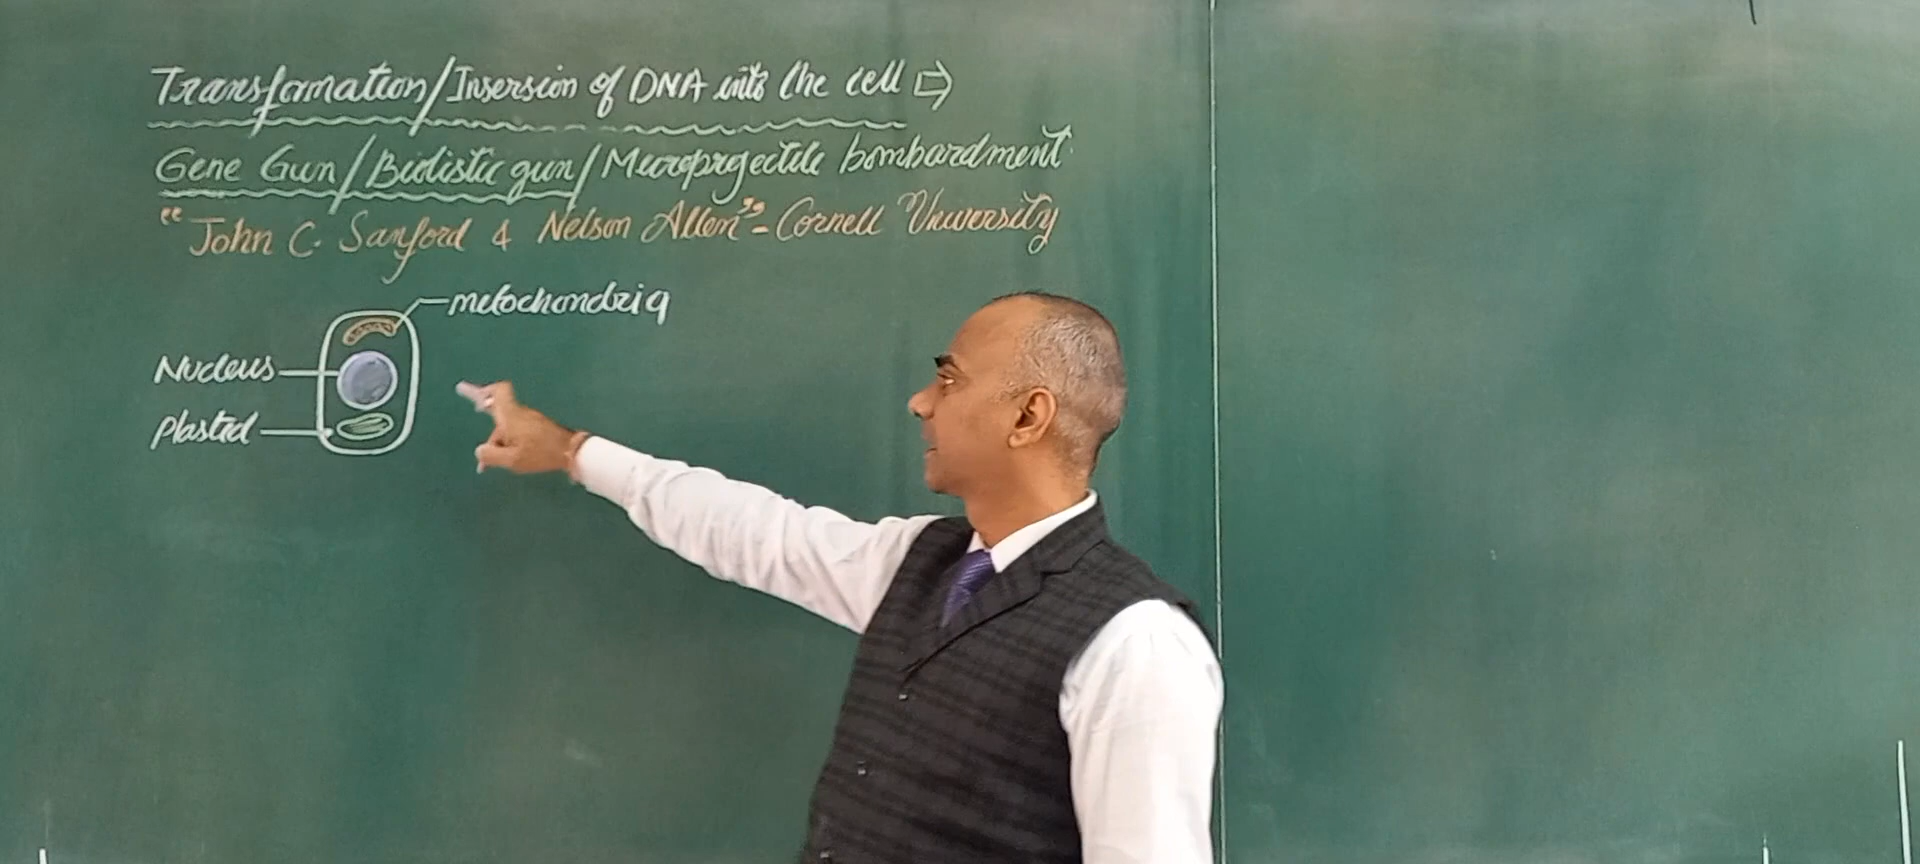 Transformation/Insersion of DNA into the cell ⇨
Gene Gun/Biolistic gun/Microprojectile bombardment
"John C. Sanford & Nelson Allen"- Cornell University
mitochondria
Nucleus
Plastid